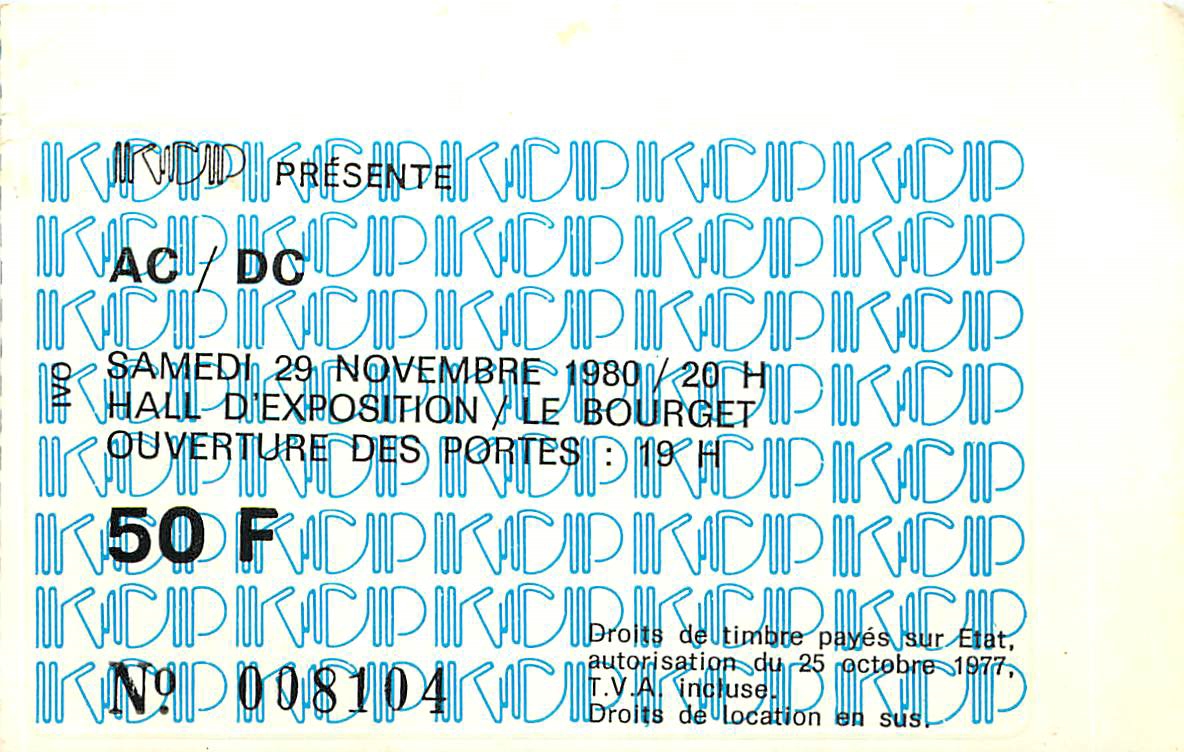 KCP PRÉSENTE
AC / DC
SAMEDI 29 NOVEMBRE 1980 / 20 H
HALL D'EXPOSITION / LE BOURGET
OUVERTURE DES PORTES : 19 H
50 F
Nº 008104
Droits de timbre payés sur Etat,
autorisation du 25 octobre 1977,
T.V.A. incluse.
Droits de location en sus.